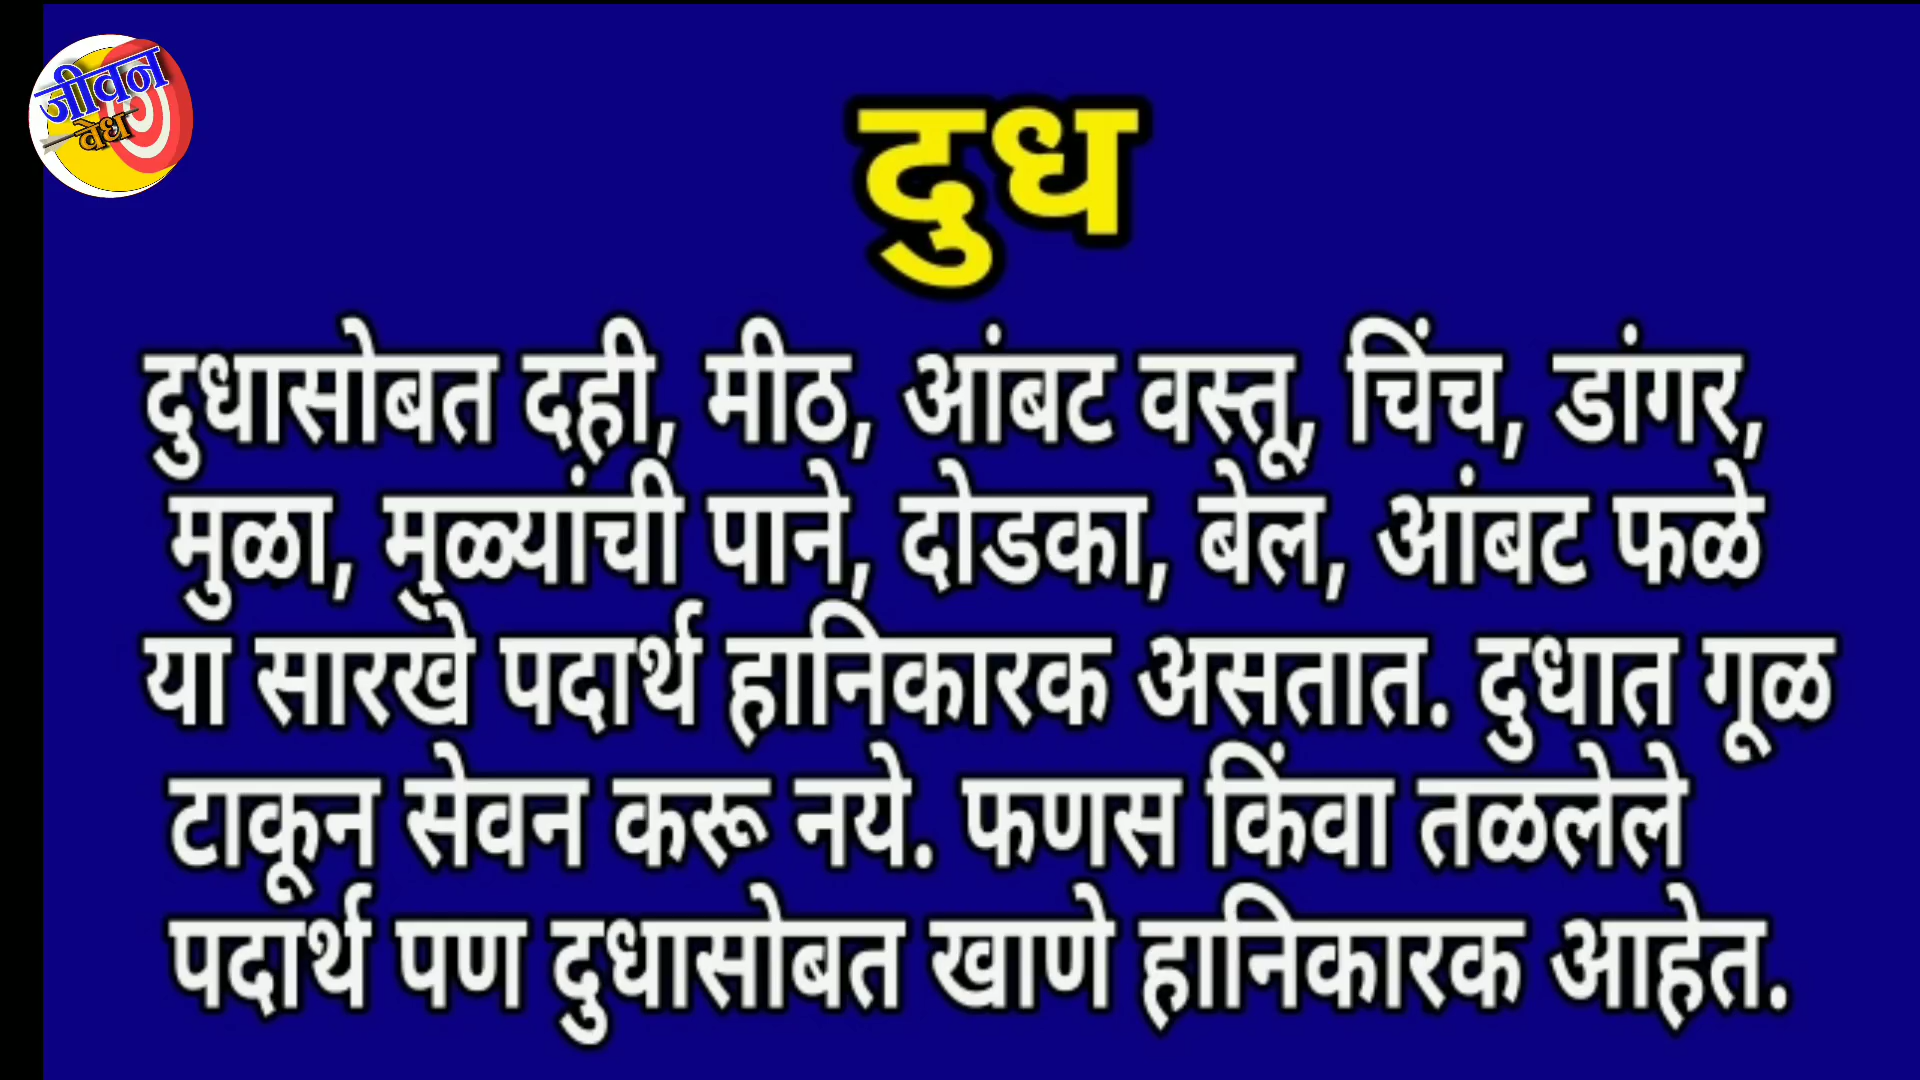 जीवन
वेध
दुध
दुधासोबत दही, मीठ, आंबट वस्तू, चिंच, डांगर,
मुळा, मुळ्यांची पाने, दोडका, बेल, आंबट फळे
या सारखे पदार्थ हानिकारक असतात. दुधात गूळ
टाकून सेवन करू नये. फणस किंवा तळलेले
पदार्थ पण दुधासोबत खाणे हानिकारक आहेत.